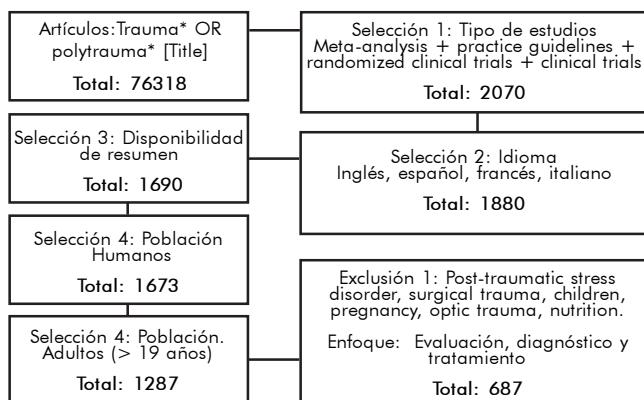 Artículos:Trauma* OR
polytrauma* [Title]
Total: 76318
Selección 1: Tipo de estudios
Meta-analysis + practice guidelines +
randomized clinical trials + clinical trials
Total: 2070
Selección 3: Disponibilidad
de resumen
Total: 1690
Selección 2: Idioma
Inglés, español, francés, italiano
Total: 1880
Selección 4: Población
Humanos
Total: 1673
Selección 4: Población.
Adultos (> 19 años)
Total: 1287
Exclusión 1: Post-traumatic stress
disorder, surgical trauma, children,
pregnancy, optic trauma, nutrition.
Enfoque: Evaluación, diagnóstico y
tratamiento
Total: 687